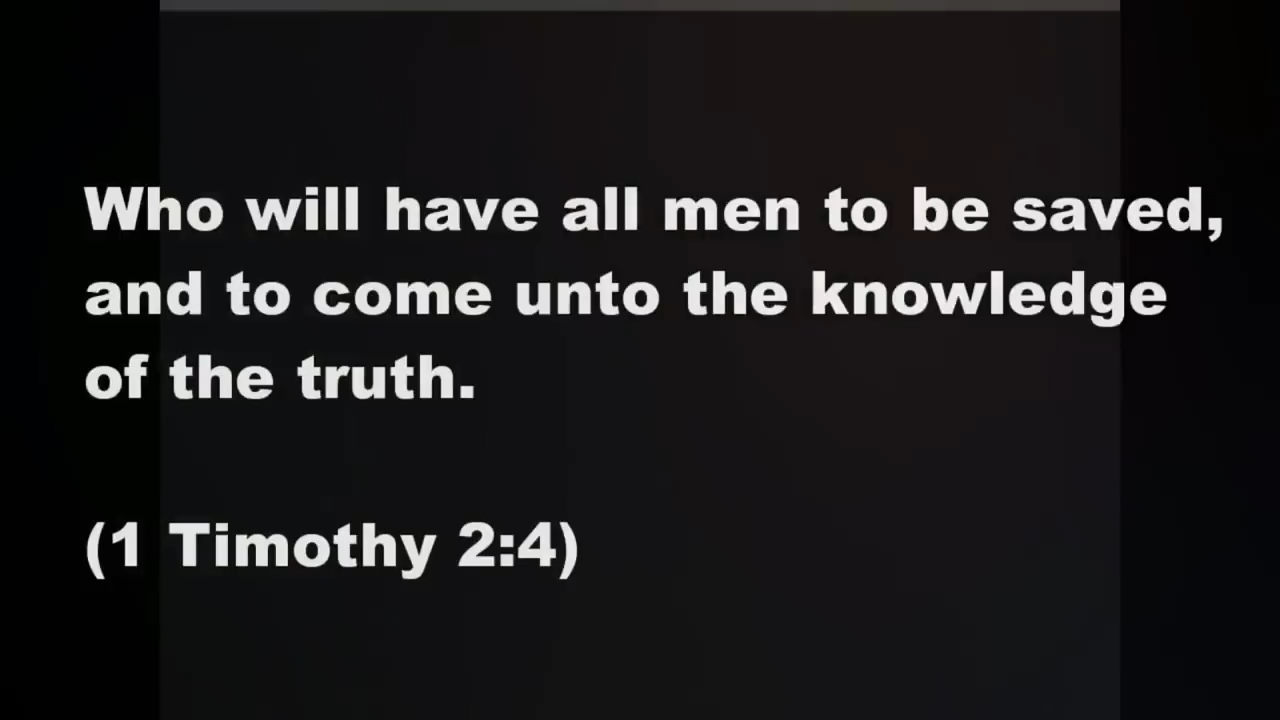 Who will have all men to be saved,
and to come unto the knowledge
of the truth.
(1 Timothy 2:4)